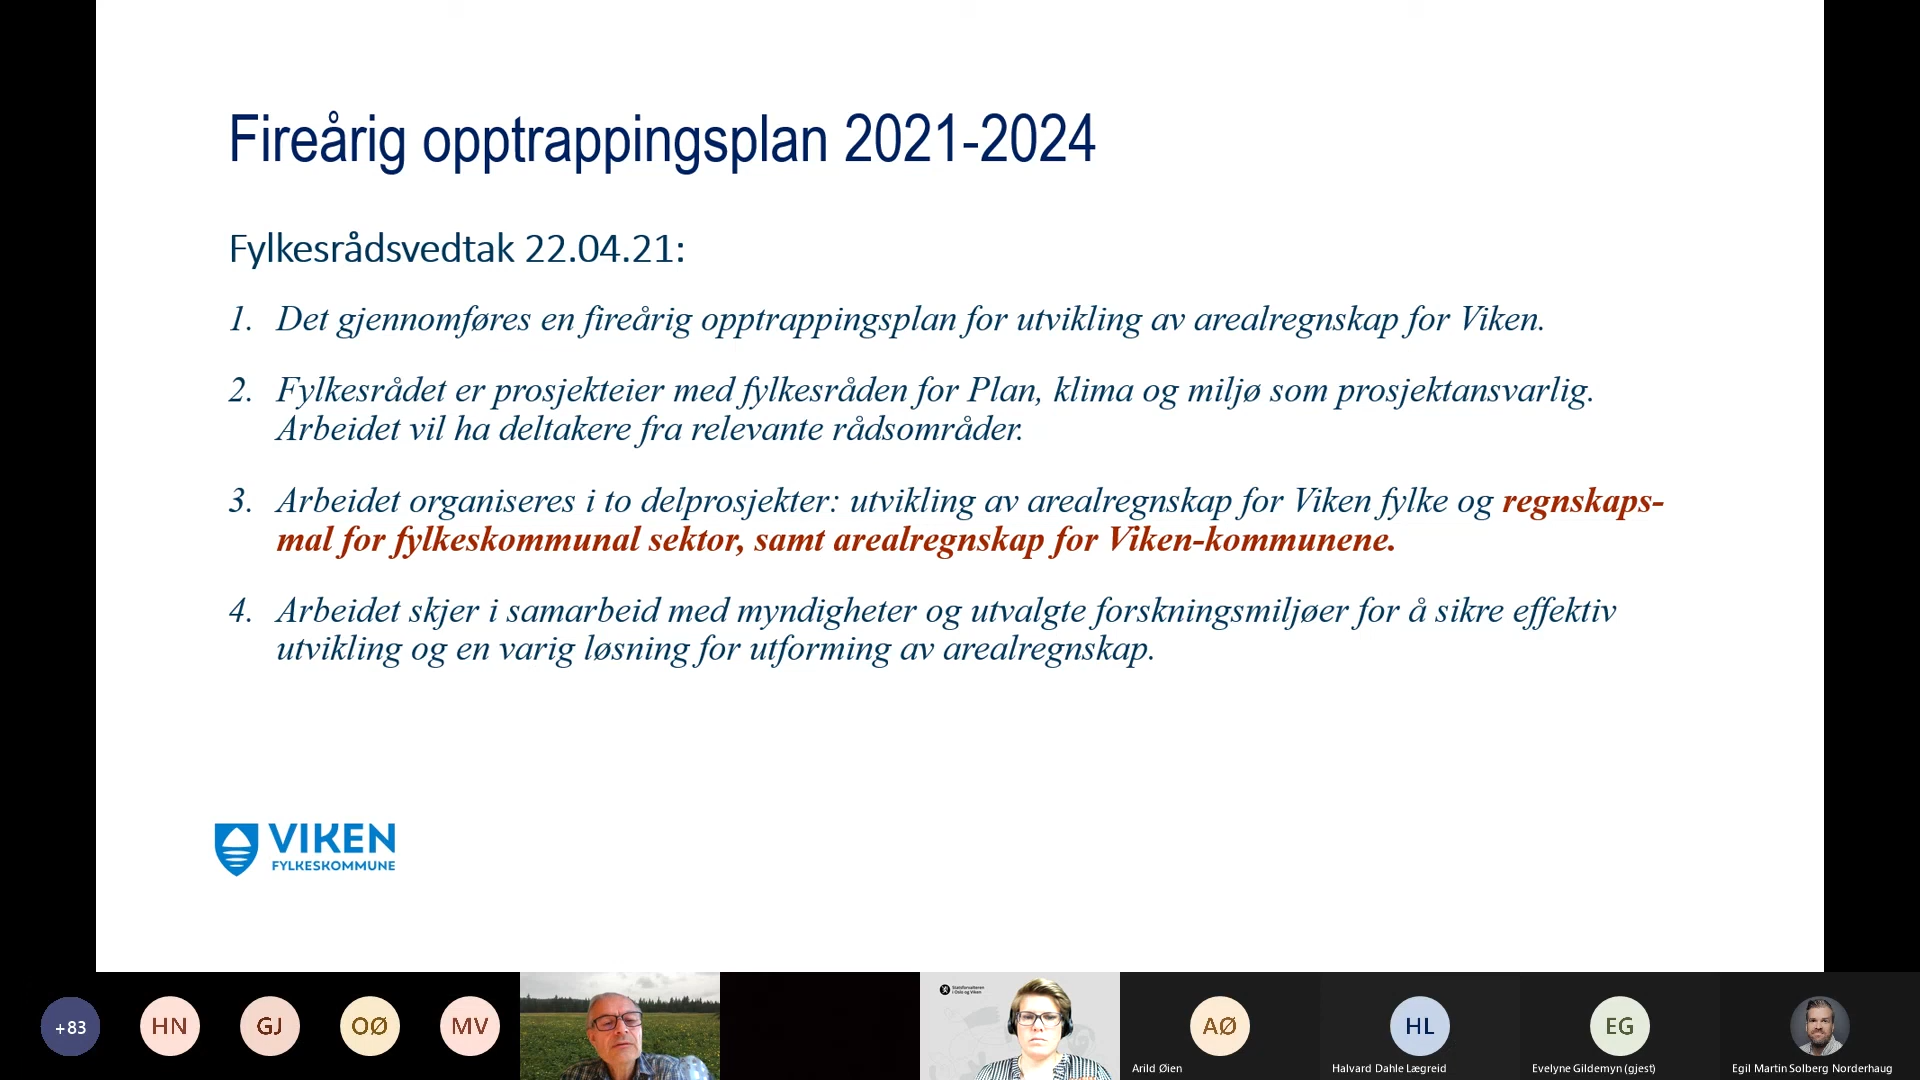 Fireårig opptrappingsplan 2021-2024
Fylkesrådsvedtak 22.04.21:
1. Det gjennomføres en fireårig opptrappingsplan for utvikling av arealregnskap for Viken.
2. Fylkesrådet er prosjekteier med fylkesråden for Plan, klima og miljø som prosjektansvarlig.
Arbeidet vil ha deltakere fra relevante rådsområder.
3. Arbeidet organiseres i to delprosjekter: utvikling av arealregnskap for Viken fylke og regnskaps-
mal for fylkeskommunal sektor, samt arealregnskap for Viken-kommunene.
4. Arbeidet skjer i samarbeid med myndigheter og utvalgte forskningsmiljøer for å sikre effektiv
utvikling og en varig løsning for utforming av arealregnskap.
VIKEN
FYLKESKOMMUNE
+83
HN
GJ
OØ
MV
Statsforvalteren
i Oslo og Viken
AØ
Arild Øien
HL
Halvard Dahle Lægreid
EG
Evelyne Gildemyn (gjest)
Egil Martin Solberg Norderhaug